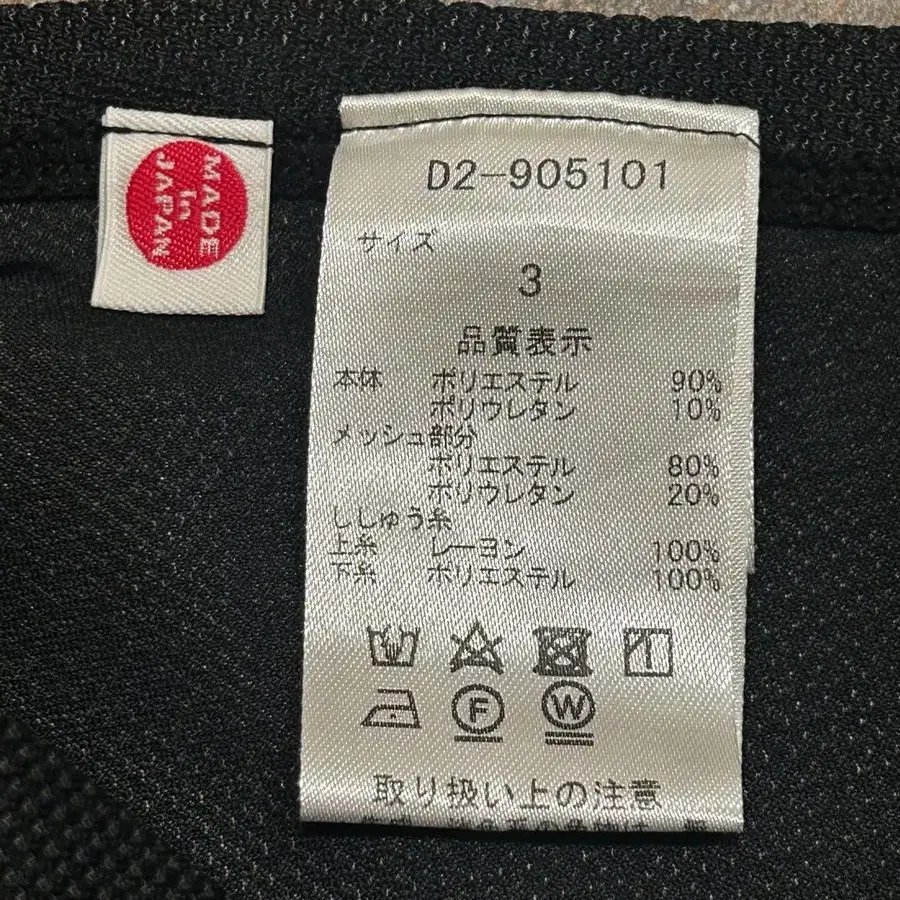 MADE
in
JAPAN
D2-905101
サイズ
3
品質表示
本体 ポリエステル 90%
ポリウレタン 10%
メッシュ部分
ポリエステル 80%
ポリウレタン 20%
ししゅう糸
上糸 レーヨン 100%
下糸 ポリエステル 100%
F
W
取り扱い上の注意